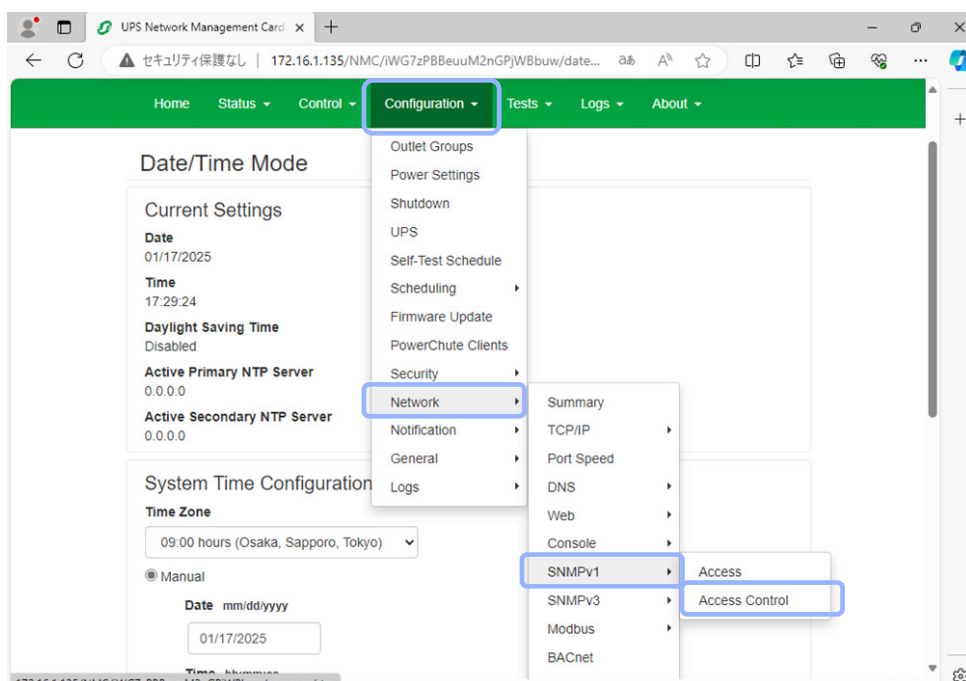 UPS Network Management Card
セキュリティ保護なし | 172.16.1.135/NMC/iWG7zPBBeuuM2nGPjWBbuw/date...
Home Status Control Configuration Tests Logs About
Date/Time Mode
Current Settings
Date
01/17/2025
Time
17:29:24
Daylight Saving Time
Disabled
Active Primary NTP Server
0.0.0.0
Active Secondary NTP Server
0.0.0.0
System Time Configuration
Time Zone
09:00 hours (Osaka, Sapporo, Tokyo)
Manual
Date mm/dd/yyyy
01/17/2025
Outlet Groups
Power Settings
Shutdown
UPS
Self-Test Schedule
Scheduling
Firmware Update
PowerChute Clients
Security
Network
Notification
General
Logs
Summary
TCP/IP
Port Speed
DNS
Web
Console
SNMPv1
SNMPv3
Modbus
BACnet
Access
Access Control